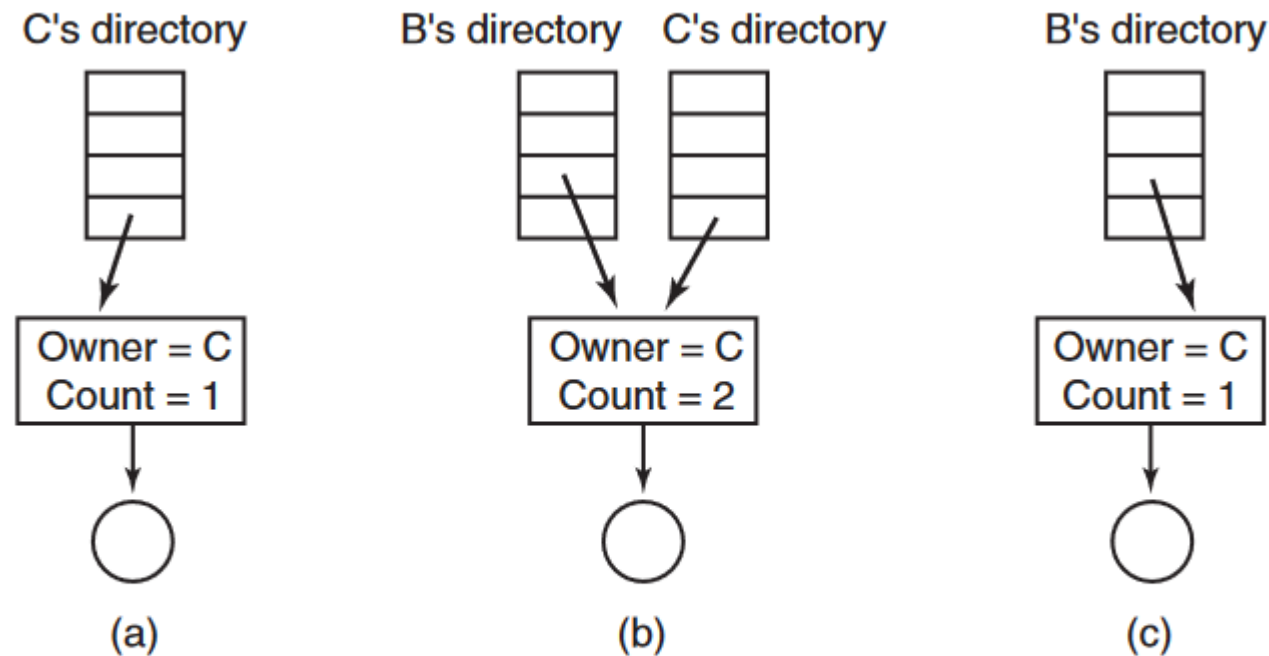 C's directory
B's directory
C's directory
B's directory
Owner = C
Count = 1
Owner = C
Count = 2
Owner = C
Count = 1
(a)
(b)
(c)